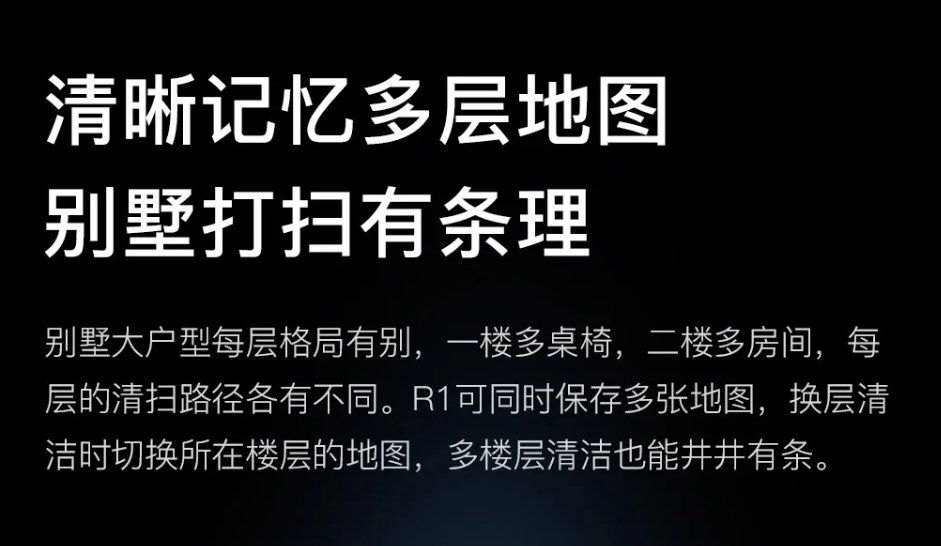 清晰记忆多层地图
别墅打扫有条理
别墅大户型每层格局有别，一楼多桌椅，二楼多房间，每
层的清扫路径各有不同。R1可同时保存多张地图，换层清
洁时切换所在楼层的地图，多楼层清洁也能井井有条。